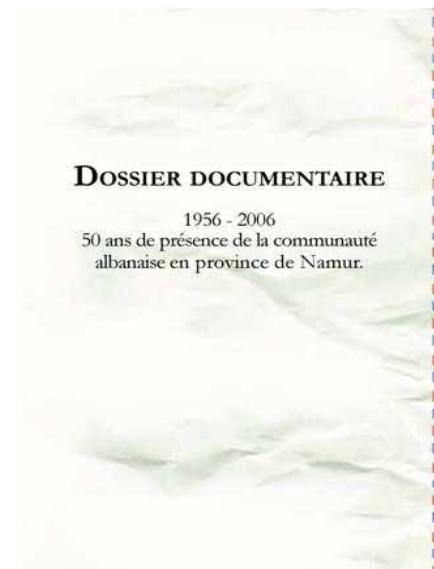 DOSSIER DOCUMENTAIRE
1956 - 2006
50 ans de présence de la communauté
albanaise en province de Namur.